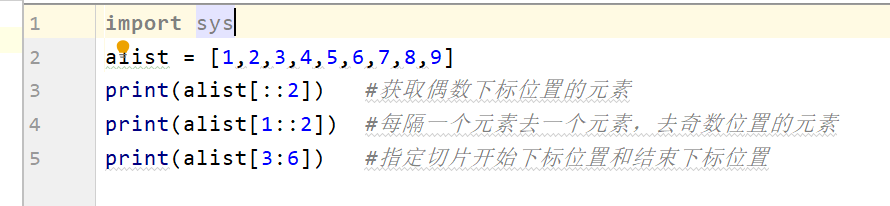 1 import sys
2 alist = [1,2,3,4,5,6,7,8,9]
3 print(alist[::2]) #获取偶数下标位置的元素
4 print(alist[1::2]) #每隔一个元素去一个元素，去奇数位置的元素
5 print(alist[3:6]) #指定切片开始下标位置和结束下标位置